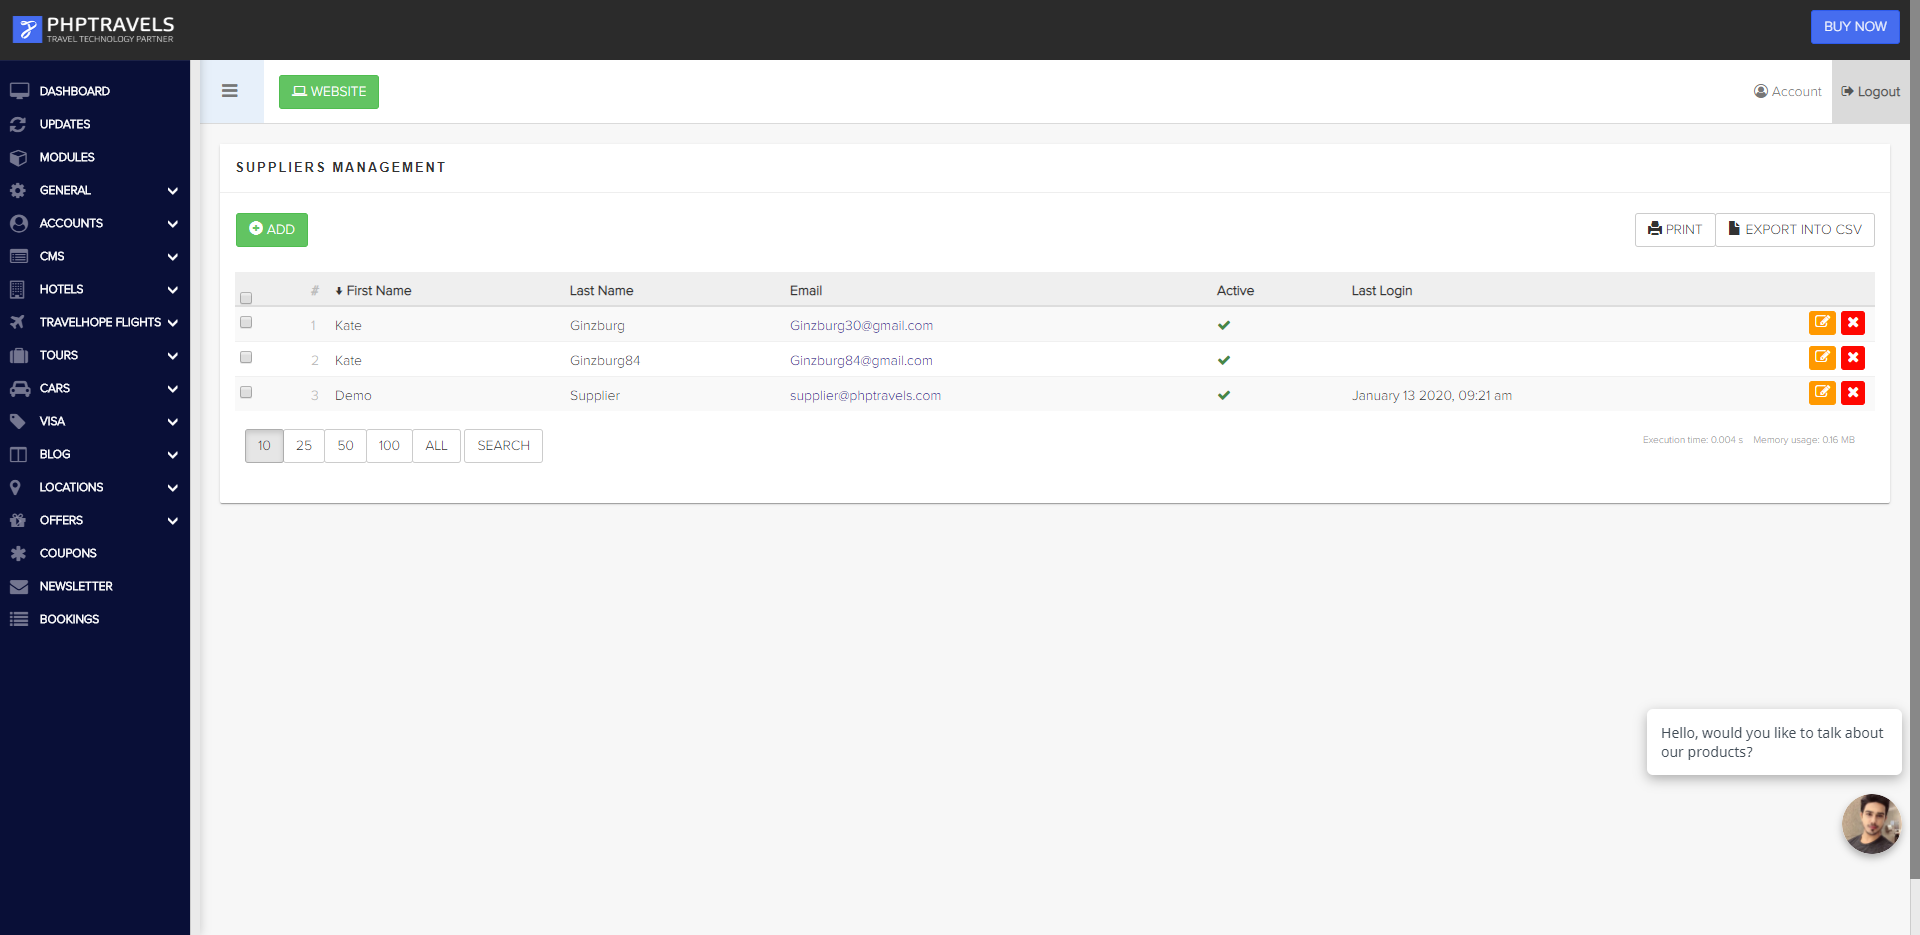 PHPTRAVELS
TRAVEL TECHNOLOGY PARTNER
BUY NOW
DASHBOARD
UPDATES
MODULES
GENERAL
ACCOUNTS
CMS
HOTELS
TRAVELHOPE FLIGHTS
TOURS
CARS
VISA
BLOG
LOCATIONS
OFFERS
COUPONS
NEWSLETTER
BOOKINGS
WEBSITE
Account
Logout
SUPPLIERS MANAGEMENT
ADD
PRINT
EXPORT INTO CSV
# First Name Last Name Email Active Last Login
1 Kate Ginzburg Ginzburg30@gmail.com
2 Kate Ginzburg84 Ginzburg84@gmail.com
3 Demo Supplier supplier@phptravels.com January 13 2020, 09:21 am
10 25 50 100 ALL SEARCH
Execution time: 0.004 s Memory usage: 0.16 MB
Hello, would you like to talk about
our products?